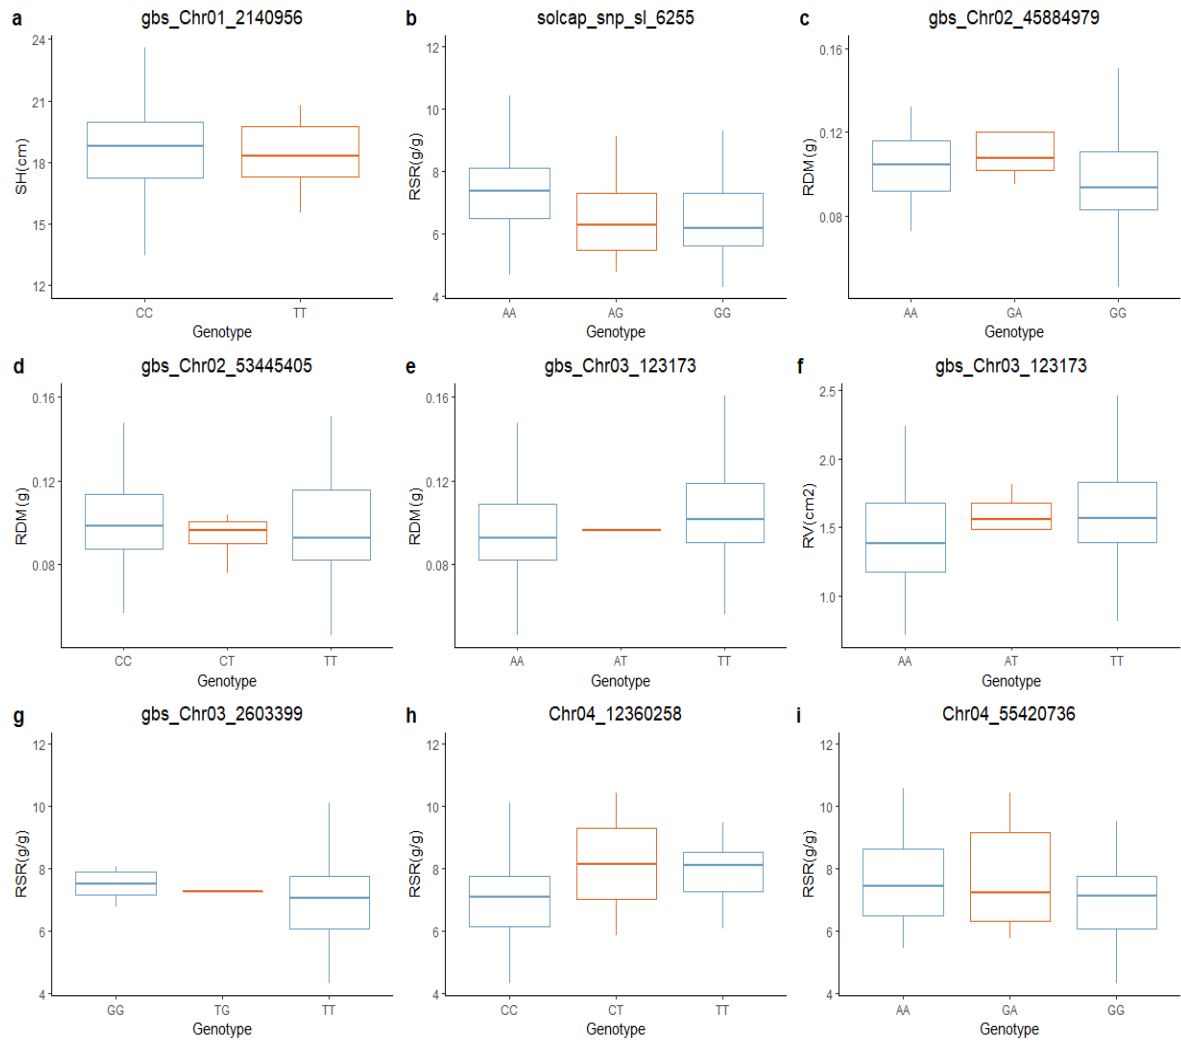 a gbs_Chr01_2140956
24
21
18
15
12
SH(cm)
CC TT
Genotype
b solcap_snp_sl_6255
12
10
8
6
4
RSR(g/g)
AA AG GG
Genotype
c gbs_Chr02_45884979
0.16
0.12
0.08
RDM(g)
AA GA GG
Genotype
d gbs_Chr02_53445405
0.16
0.12
0.08
RDM(g)
CC CT TT
Genotype
e gbs_Chr03_123173
0.16
0.12
0.08
RDM(g)
AA AT TT
Genotype
f gbs_Chr03_123173
2.5
2.0
1.5
1.0
RV(cm2)
AA AT TT
Genotype
g gbs_Chr03_2603399
12
10
8
6
4
RSR(g/g)
GG TG TT
Genotype
h Chr04_12360258
12
10
8
6
4
RSR(g/g)
CC CT TT
Genotype
i Chr04_55420736
12
10
8
6
4
RSR(g/g)
AA GA GG
Genotype